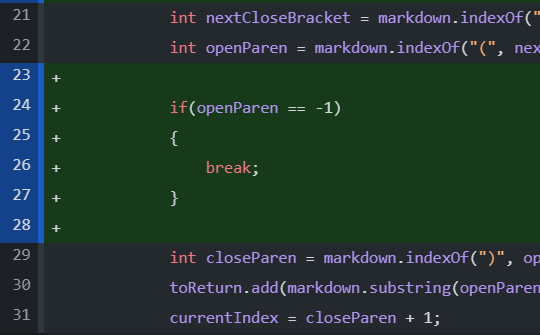 21 int nextCloseBracket = markdown.indexOf("
22 int openParen = markdown.indexOf("(", nex
23 +
24 + if(openParen == -1)
25 + {
26 + break;
27 + }
28 +
29 int closeParen = markdown.indexOf(")", op
30 toReturn.add(markdown.substring(openParen
31 currentIndex = closeParen + 1;